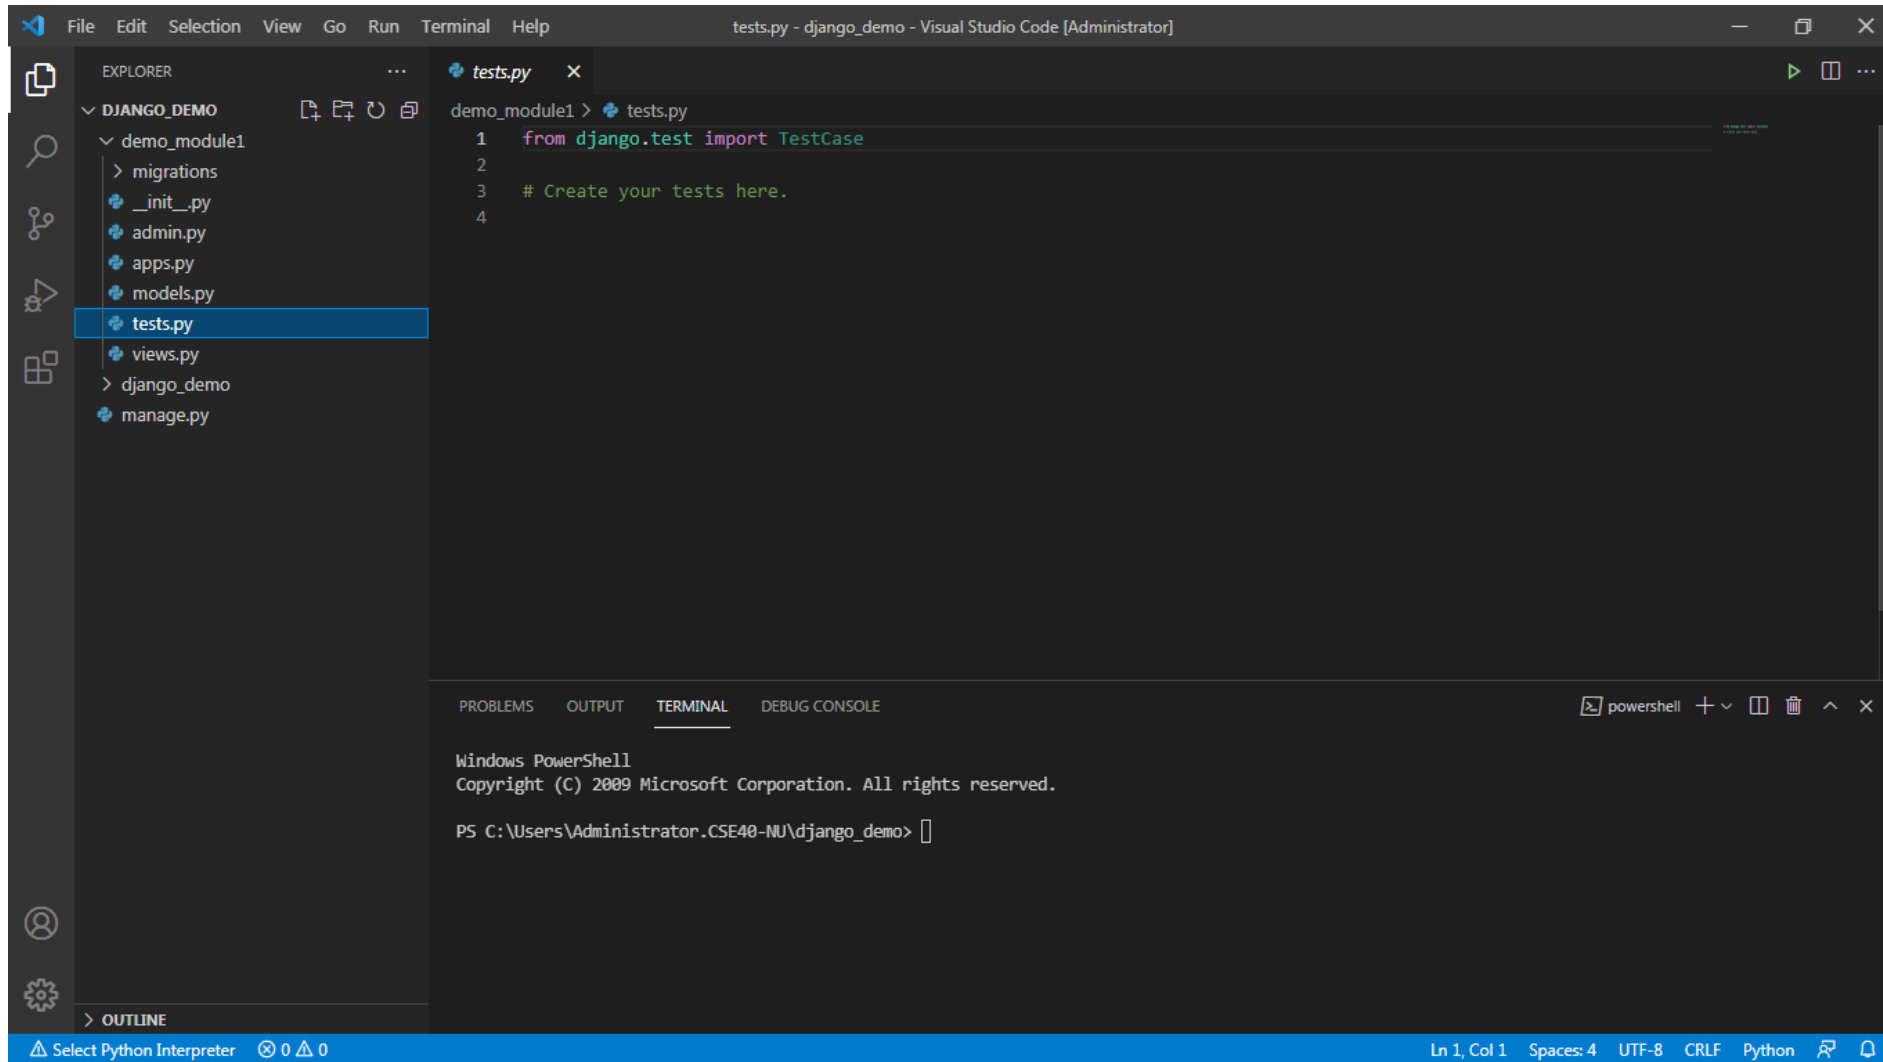 File Edit Selection View Go Run Terminal Help tests.py - django_demo - Visual Studio Code [Administrator]
EXPLORER
DJANGO_DEMO
demo_module1
migrations
__init__.py
admin.py
apps.py
models.py
tests.py
views.py
django_demo
manage.py
OUTLINE
tests.py
demo_module1 > tests.py
1 from django.test import TestCase
2
3 # Create your tests here.
4
PROBLEMS OUTPUT TERMINAL DEBUG CONSOLE powershell
Windows PowerShell
Copyright (C) 2009 Microsoft Corporation. All rights reserved.
PS C:\Users\Administrator.CSE40-NU\django_demo>
Select Python Interpreter 0 0 Ln 1, Col 1 Spaces: 4 UTF-8 CRLF Python